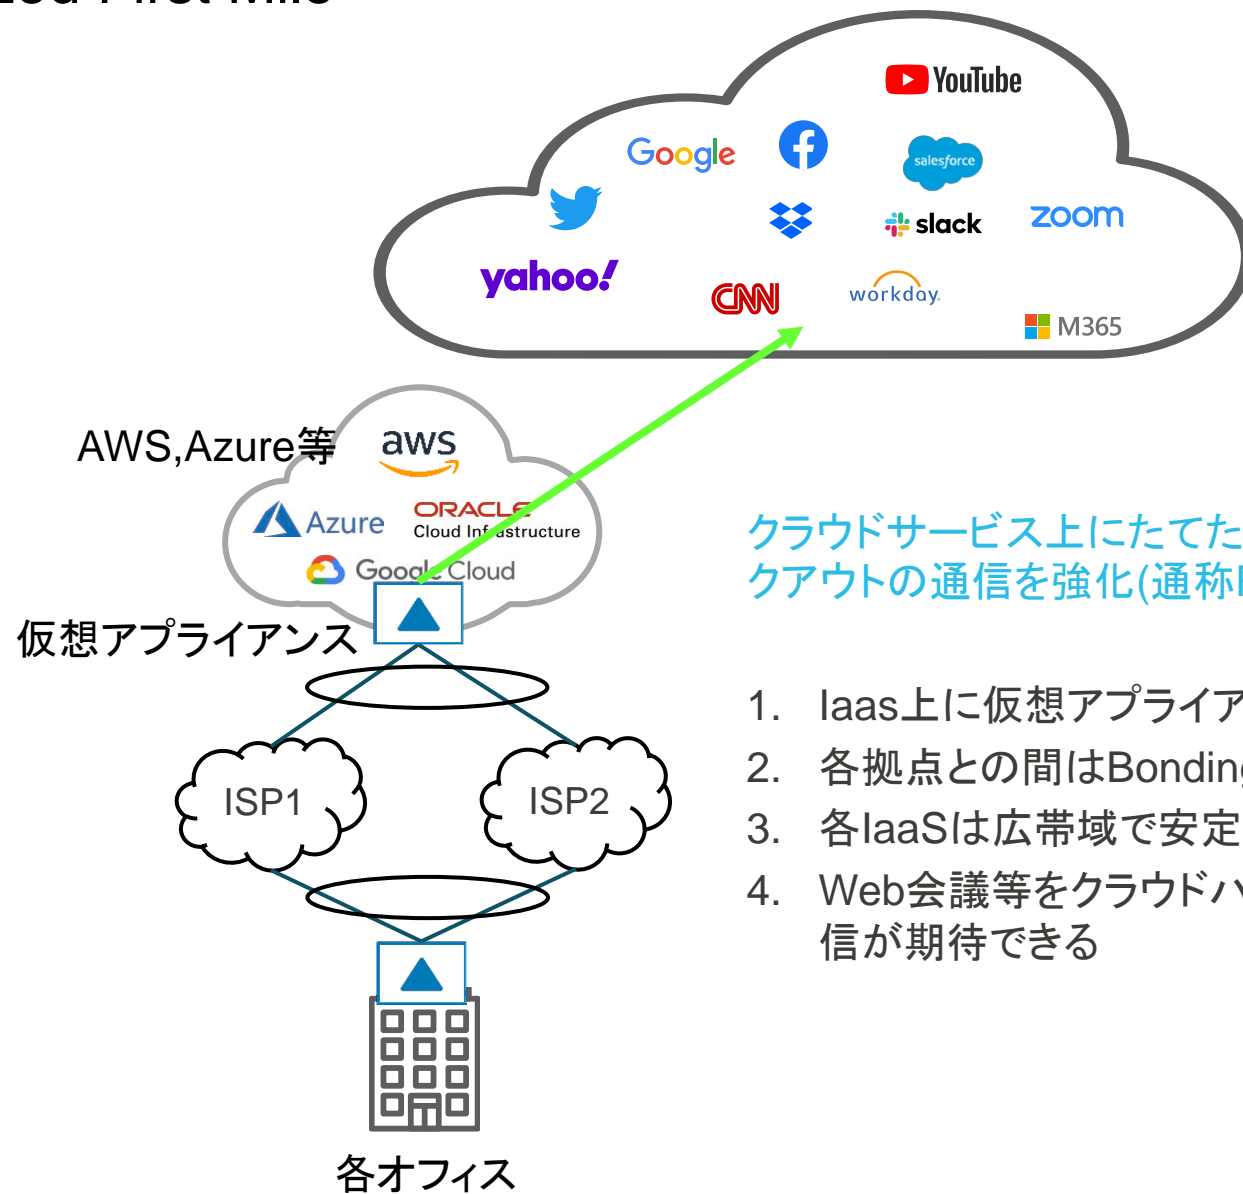 First Mile
YouTube
Google
salesforce
slack
zoom
yahoo!
CNN
workday.
M365
AWS,Azure等
aws
Azure
ORACLE
Cloud Infrastructure
Google Cloud
仮想アプライアンス
クラウドサービス上にたてた
クアウトの通信を強化(通称
1. Iaas上に仮想アプライア
2. 各拠点との間はBonding
3. 各IaaSは広帯域で安定
4. Web会議等をクラウドハ
信が期待できる
ISP1
ISP2
各オフィス